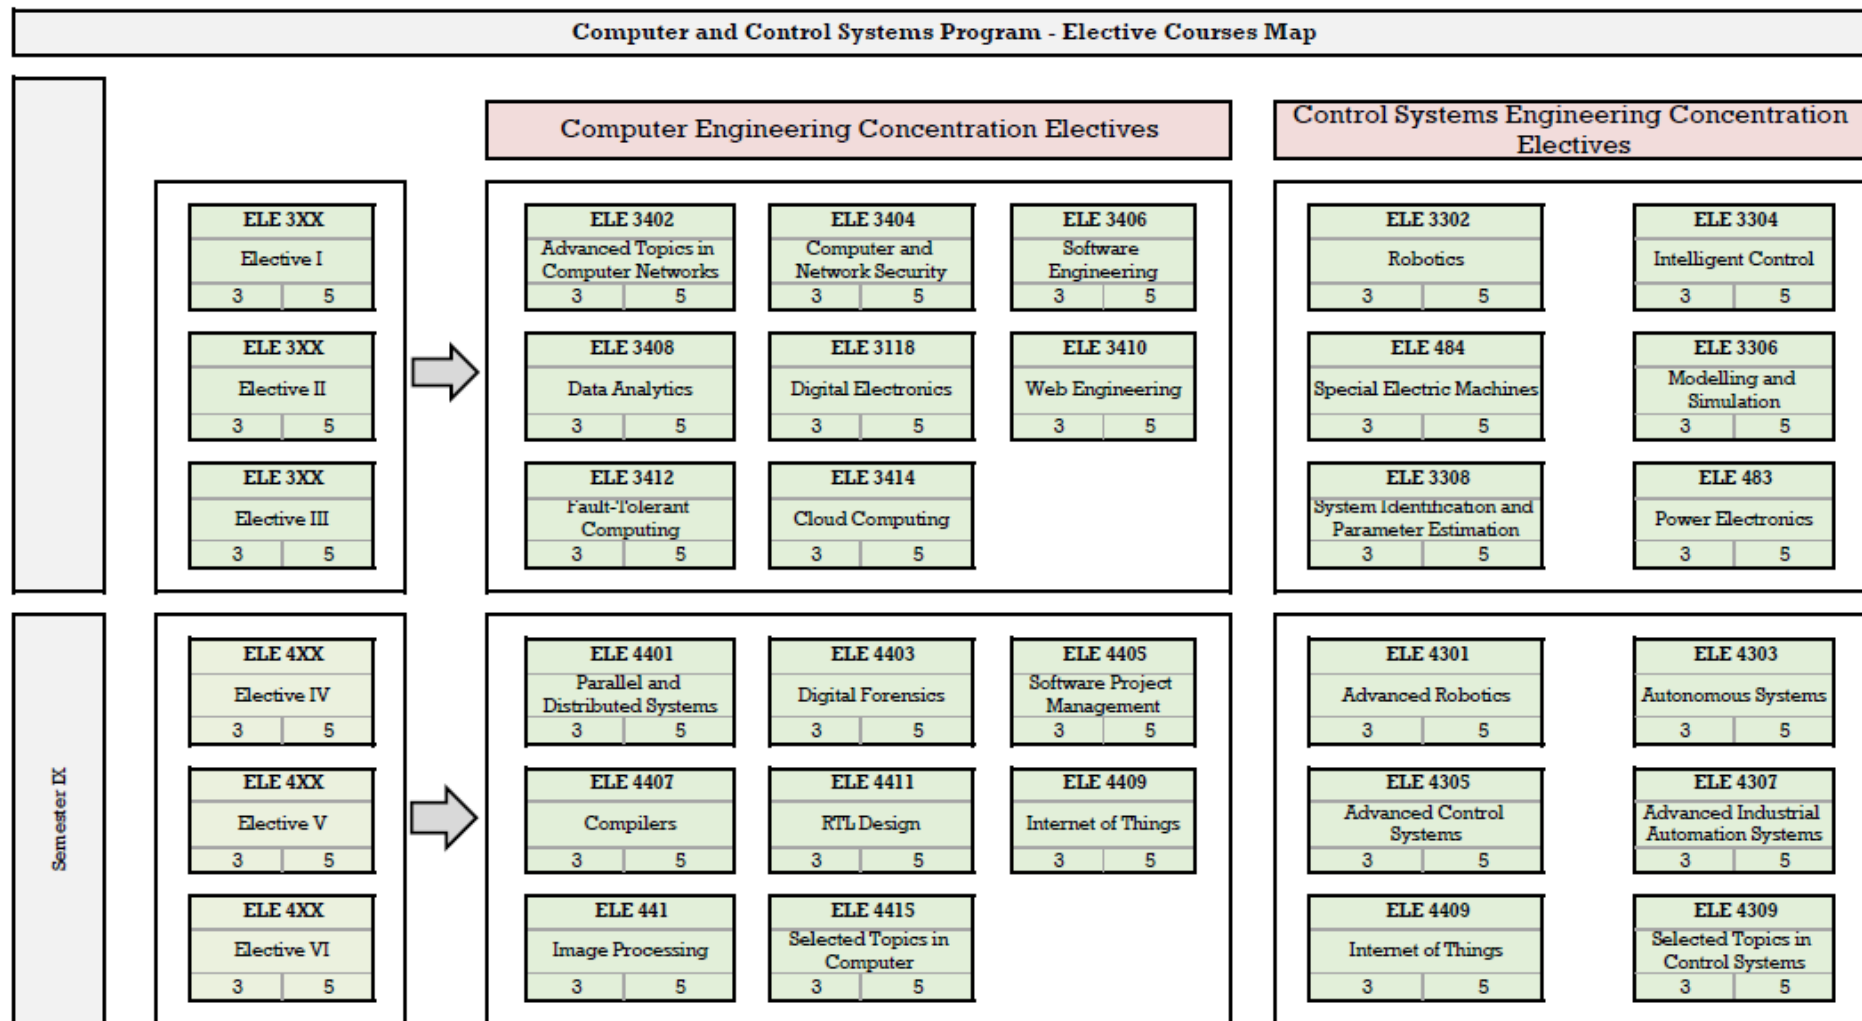 Computer and Control Systems Program - Elective Courses Map
Computer Engineering Concentration Electives
Control Systems Engineering Concentration
Electives
ELE 3XX
Elective I
3 5
ELE 3XX
Elective II
3 5
ELE 3XX
Elective III
3 5
ELE 3402
Advanced Topics in
Computer Networks
3 5
ELE 3404
Computer and
Network Security
3 5
ELE 3406
Software
Engineering
3 5
ELE 3408
Data Analytics
3 5
ELE 3118
Digital Electronics
3 5
ELE 3410
Web Engineering
3 5
ELE 3412
Fault-Tolerant
Computing
3 5
ELE 3414
Cloud Computing
3 5
ELE 3302
Robotics
3 5
ELE 3304
Intelligent Control
3 5
ELE 484
Special Electric Machines
3 5
ELE 3306
Modelling and
Simulation
3 5
ELE 3308
System Identification and
Parameter Estimation
3 5
ELE 483
Power Electronics
3 5
Semester IX
ELE 4XX
Elective IV
3 5
ELE 4XX
Elective V
3 5
ELE 4XX
Elective VI
3 5
ELE 4401
Parallel and
Distributed Systems
3 5
ELE 4403
Digital Forensics
3 5
ELE 4405
Software Project
Management
3 5
ELE 4407
Compilers
3 5
ELE 4411
RTL Design
3 5
ELE 4409
Internet of Things
3 5
ELE 441
Image Processing
3 5
ELE 4415
Selected Topics in
Computer
3 5
ELE 4301
Advanced Robotics
3 5
ELE 4303
Autonomous Systems
3 5
ELE 4305
Advanced Control
Systems
3 5
ELE 4307
Advanced Industrial
Automation Systems
3 5
ELE 4409
Internet of Things
3 5
ELE 4309
Selected Topics in
Control Systems
3 5